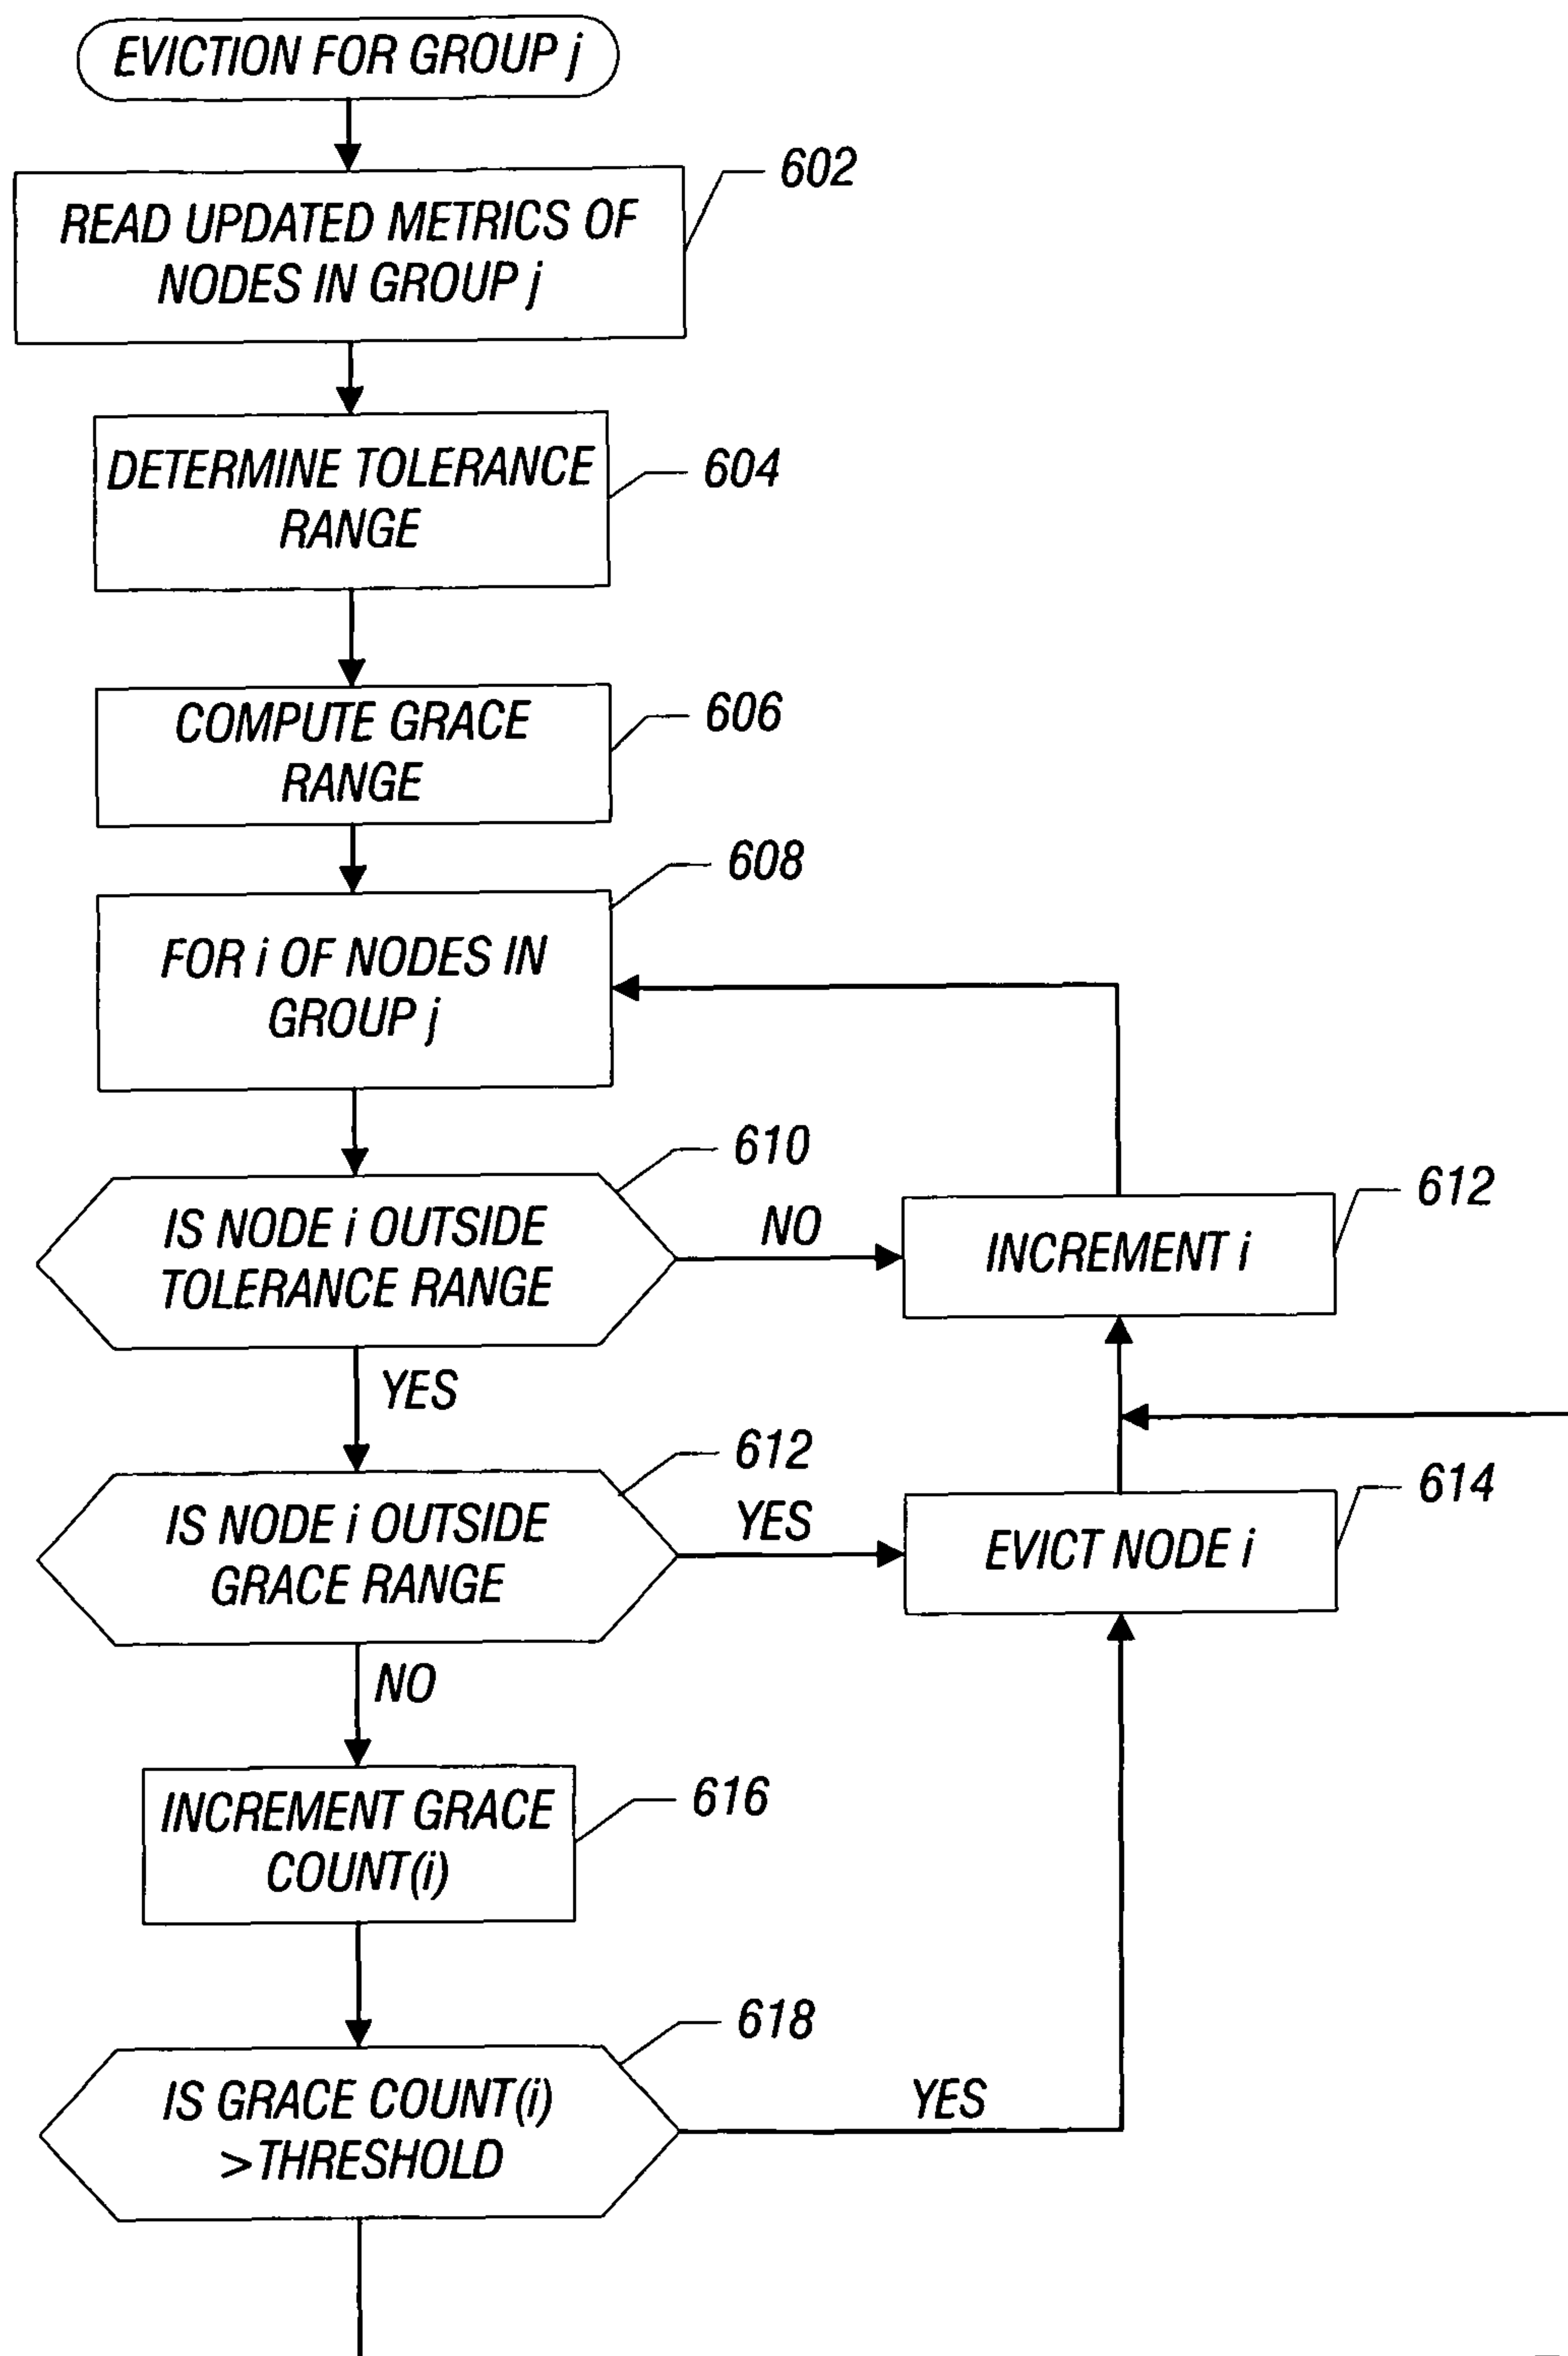 EVICTION FOR GROUP j
602
READ UPDATED METRICS OF
NODES IN GROUP j
604
DETERMINE TOLERANCE
RANGE
606
COMPUTE GRACE
RANGE
608
FOR i OF NODES IN
GROUP j
610
IS NODE i OUTSIDE
TOLERANCE RANGE
NO
612
INCREMENT i
YES
612
IS NODE i OUTSIDE
GRACE RANGE
YES
614
EVICT NODE i
NO
616
INCREMENT GRACE
COUNT(i)
618
IS GRACE COUNT(i)
>THRESHOLD
YES